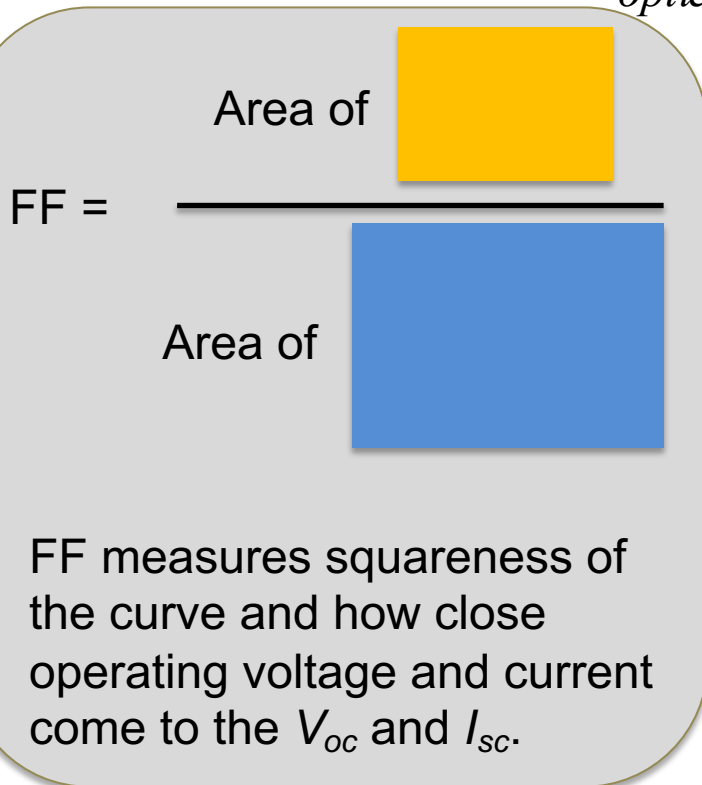 Area of
FF =
Area of
FF measures squareness of
the curve and how close
operating voltage and current
come to the Voc and Isc.